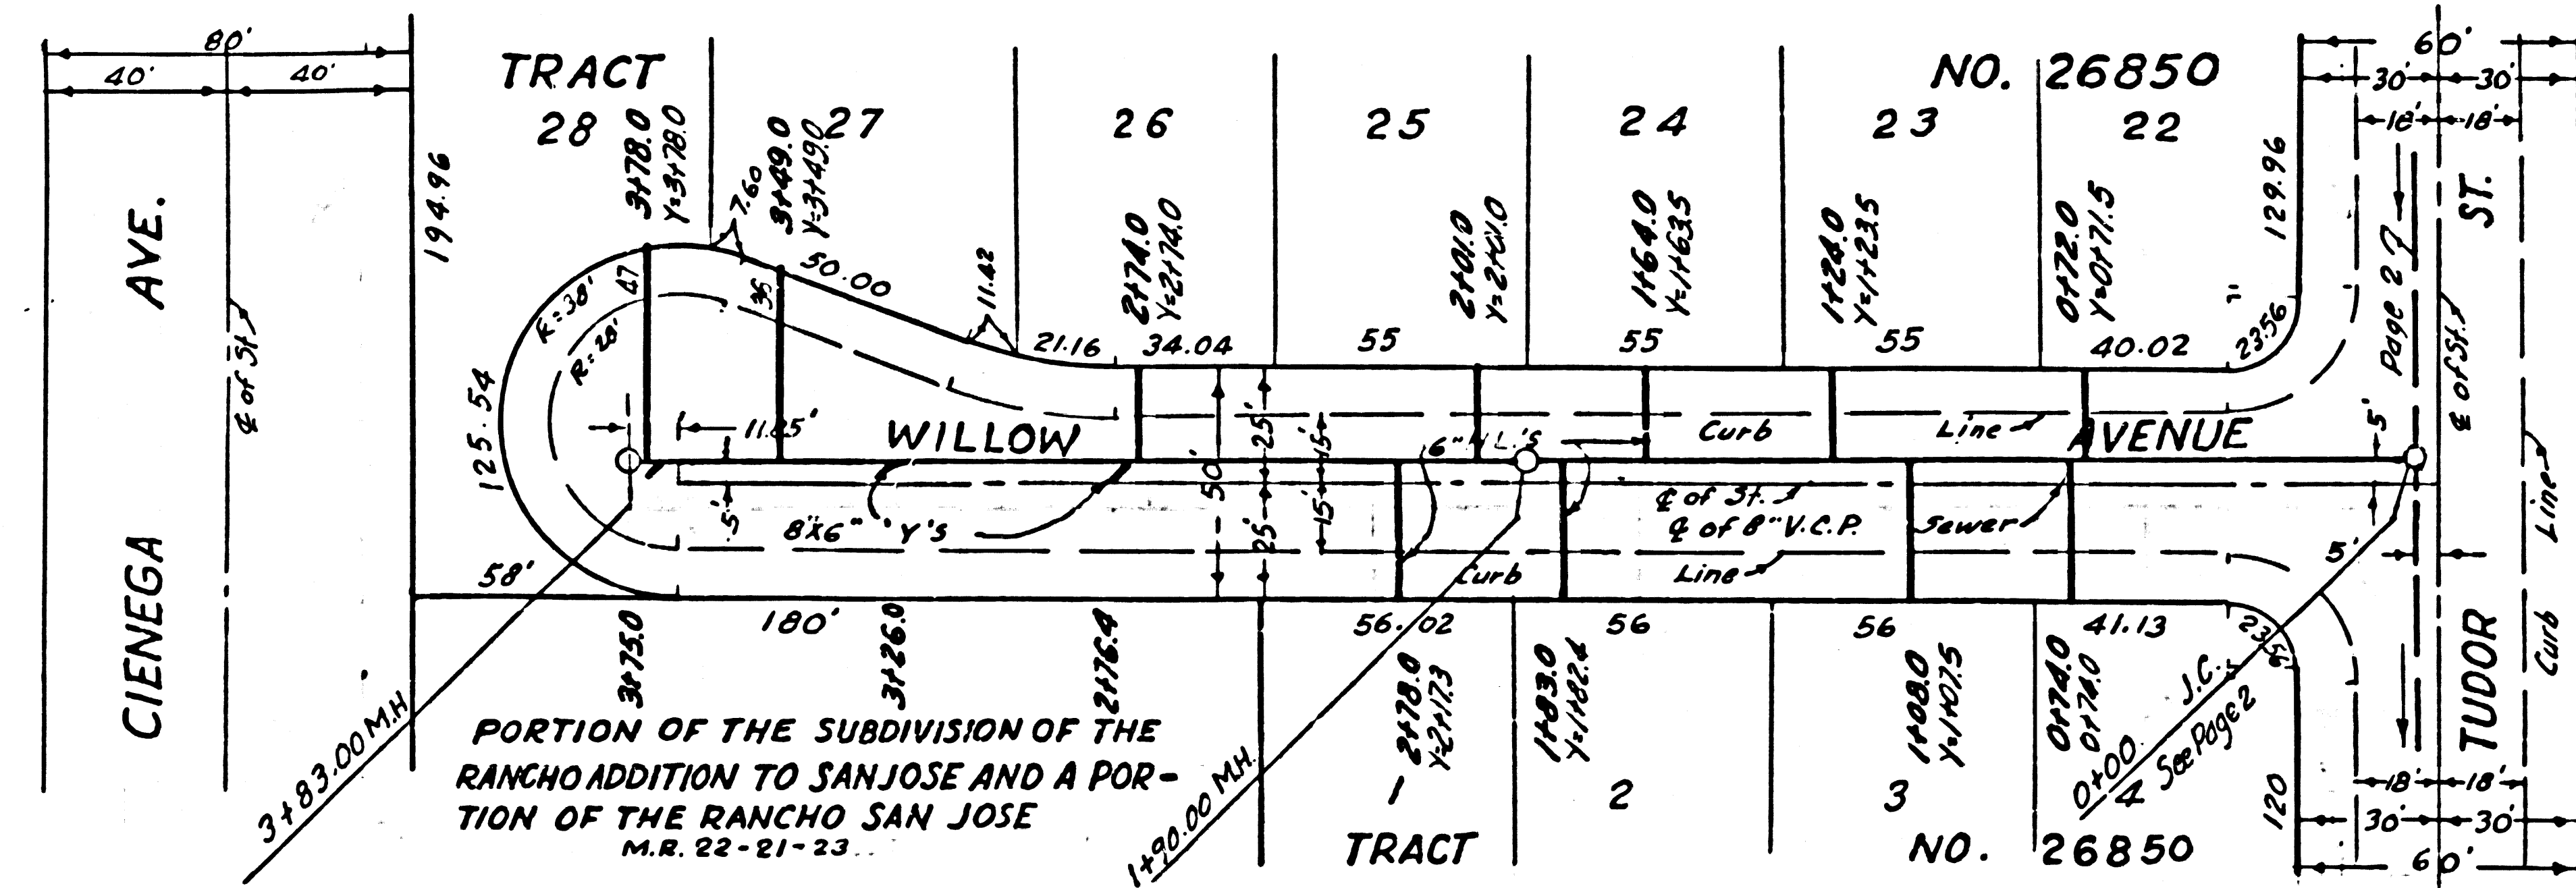 80'
40'
40'
TRACT
NO. 26850
60'
30'
30'
18'
18'
28
27
26
25
24
23
22
3+78.0
Y=3+78.0
7.60
3+49.0
Y=3+49.0
2+74.0
Y=2+74.0
2+01.0
Y=2+01.0
1+64.0
Y=1+63.5
1+24.0
Y=1+23.5
0+72.0
Y=0+71.5
194.96
129.96
AVE.
ST.
Page 2
℄ of St.
℄ of St.
R=38'
R=28'
47
36
50.00
11.42
21.16
34.04
55
55
55
40.02
23.56
125.54
11.85'
WILLOW
AVENUE
6" H.L.'S
Curb
Line
5'
25'
15'
50'
25'
15'
5'
8"X6" "Y"S
℄ of St.
℄ of 8" V.C.P.
Sewer
Curb
Line
5'
58'
180'
56.02
56
56
41.13
23.56
3+75.0
3+26.0
2+76.4
2+18.0
Y=2+17.3
1+83.0
Y=1+82.4
1+08.0
Y=1+07.5
0+74.0
0+74.0
CIENEGA
TUDOR
Curb Line
3+83.00 M.H.
1+90.00 M.H.
0+00. J.C.
See Page 2
PORTION OF THE SUBDIVISION OF THE
RANCHO ADDITION TO SAN JOSE AND A POR-
TION OF THE RANCHO SAN JOSE
M.R. 22-21-23
1
2
3
4
120
18'
18'
30'
30'
60'
TRACT
NO. 26850